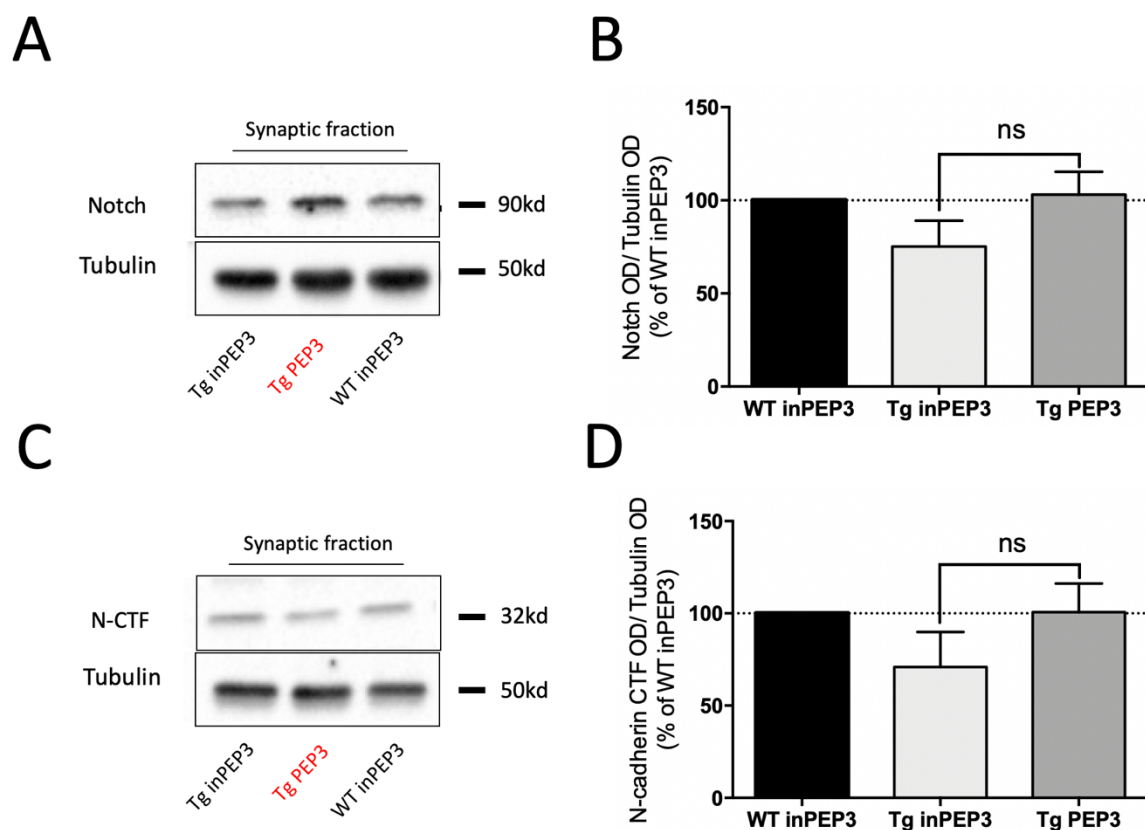 A
Synaptic fraction
Notch
90kd
Tubulin
50kd
Tg inPEP3
Tg PEP3
WT inPEP3
B
Notch OD/ Tubulin OD
(% of WT inPEP3)
150
100
50
0
ns
WT inPEP3
Tg inPEP3
Tg PEP3
C
Synaptic fraction
N-CTF
32kd
Tubulin
50kd
Tg inPEP3
Tg PEP3
WT inPEP3
D
N-cadherin CTF OD/ Tubulin OD
(% of WT inPEP3)
150
100
50
0
ns
WT inPEP3
Tg inPEP3
Tg PEP3